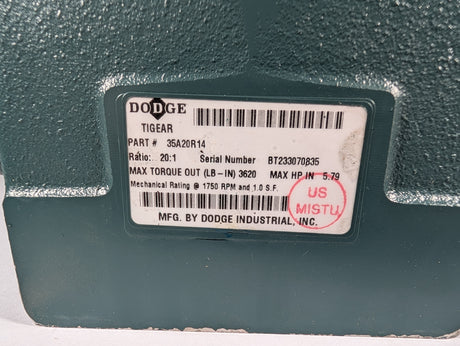 DODGE
TIGEAR
PART # 35A20R14
Ratio: 20:1 Serial Number BT233070835
MAX TORQUE OUT (LB-IN) 3620 MAX HP IN 5.79
Mechanical Rating @ 1750 RPM and 1.0 S.F.
US
MISTU
MFG. BY DODGE INDUSTRIAL, INC.